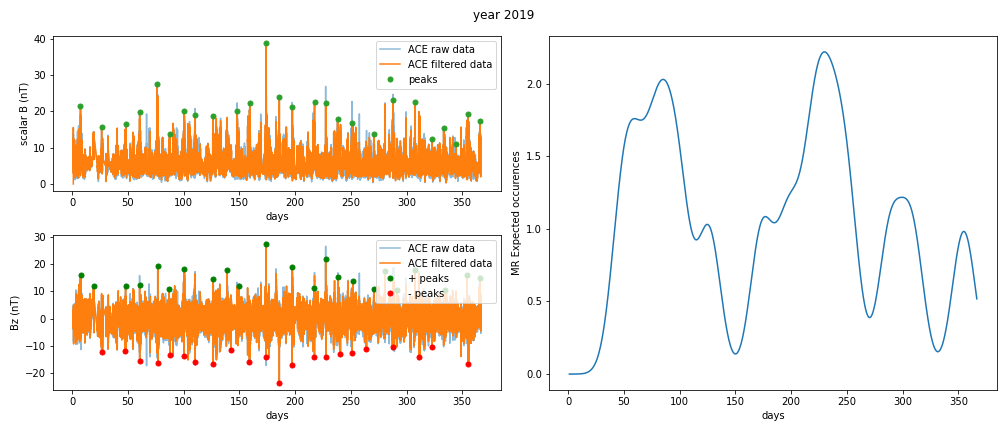 year 2019
40
30
20
10
0
scalar B (nT)
ACE raw data
ACE filtered data
peaks
0 50 100 150 200 250 300 350
days
30
20
10
0
−10
−20
Bz (nT)
ACE raw data
ACE filtered data
+ peaks
- peaks
0 50 100 150 200 250 300 350
days
2.0
1.5
1.0
0.5
0.0
MR Expected occurences
0 50 100 150 200 250 300 350
days